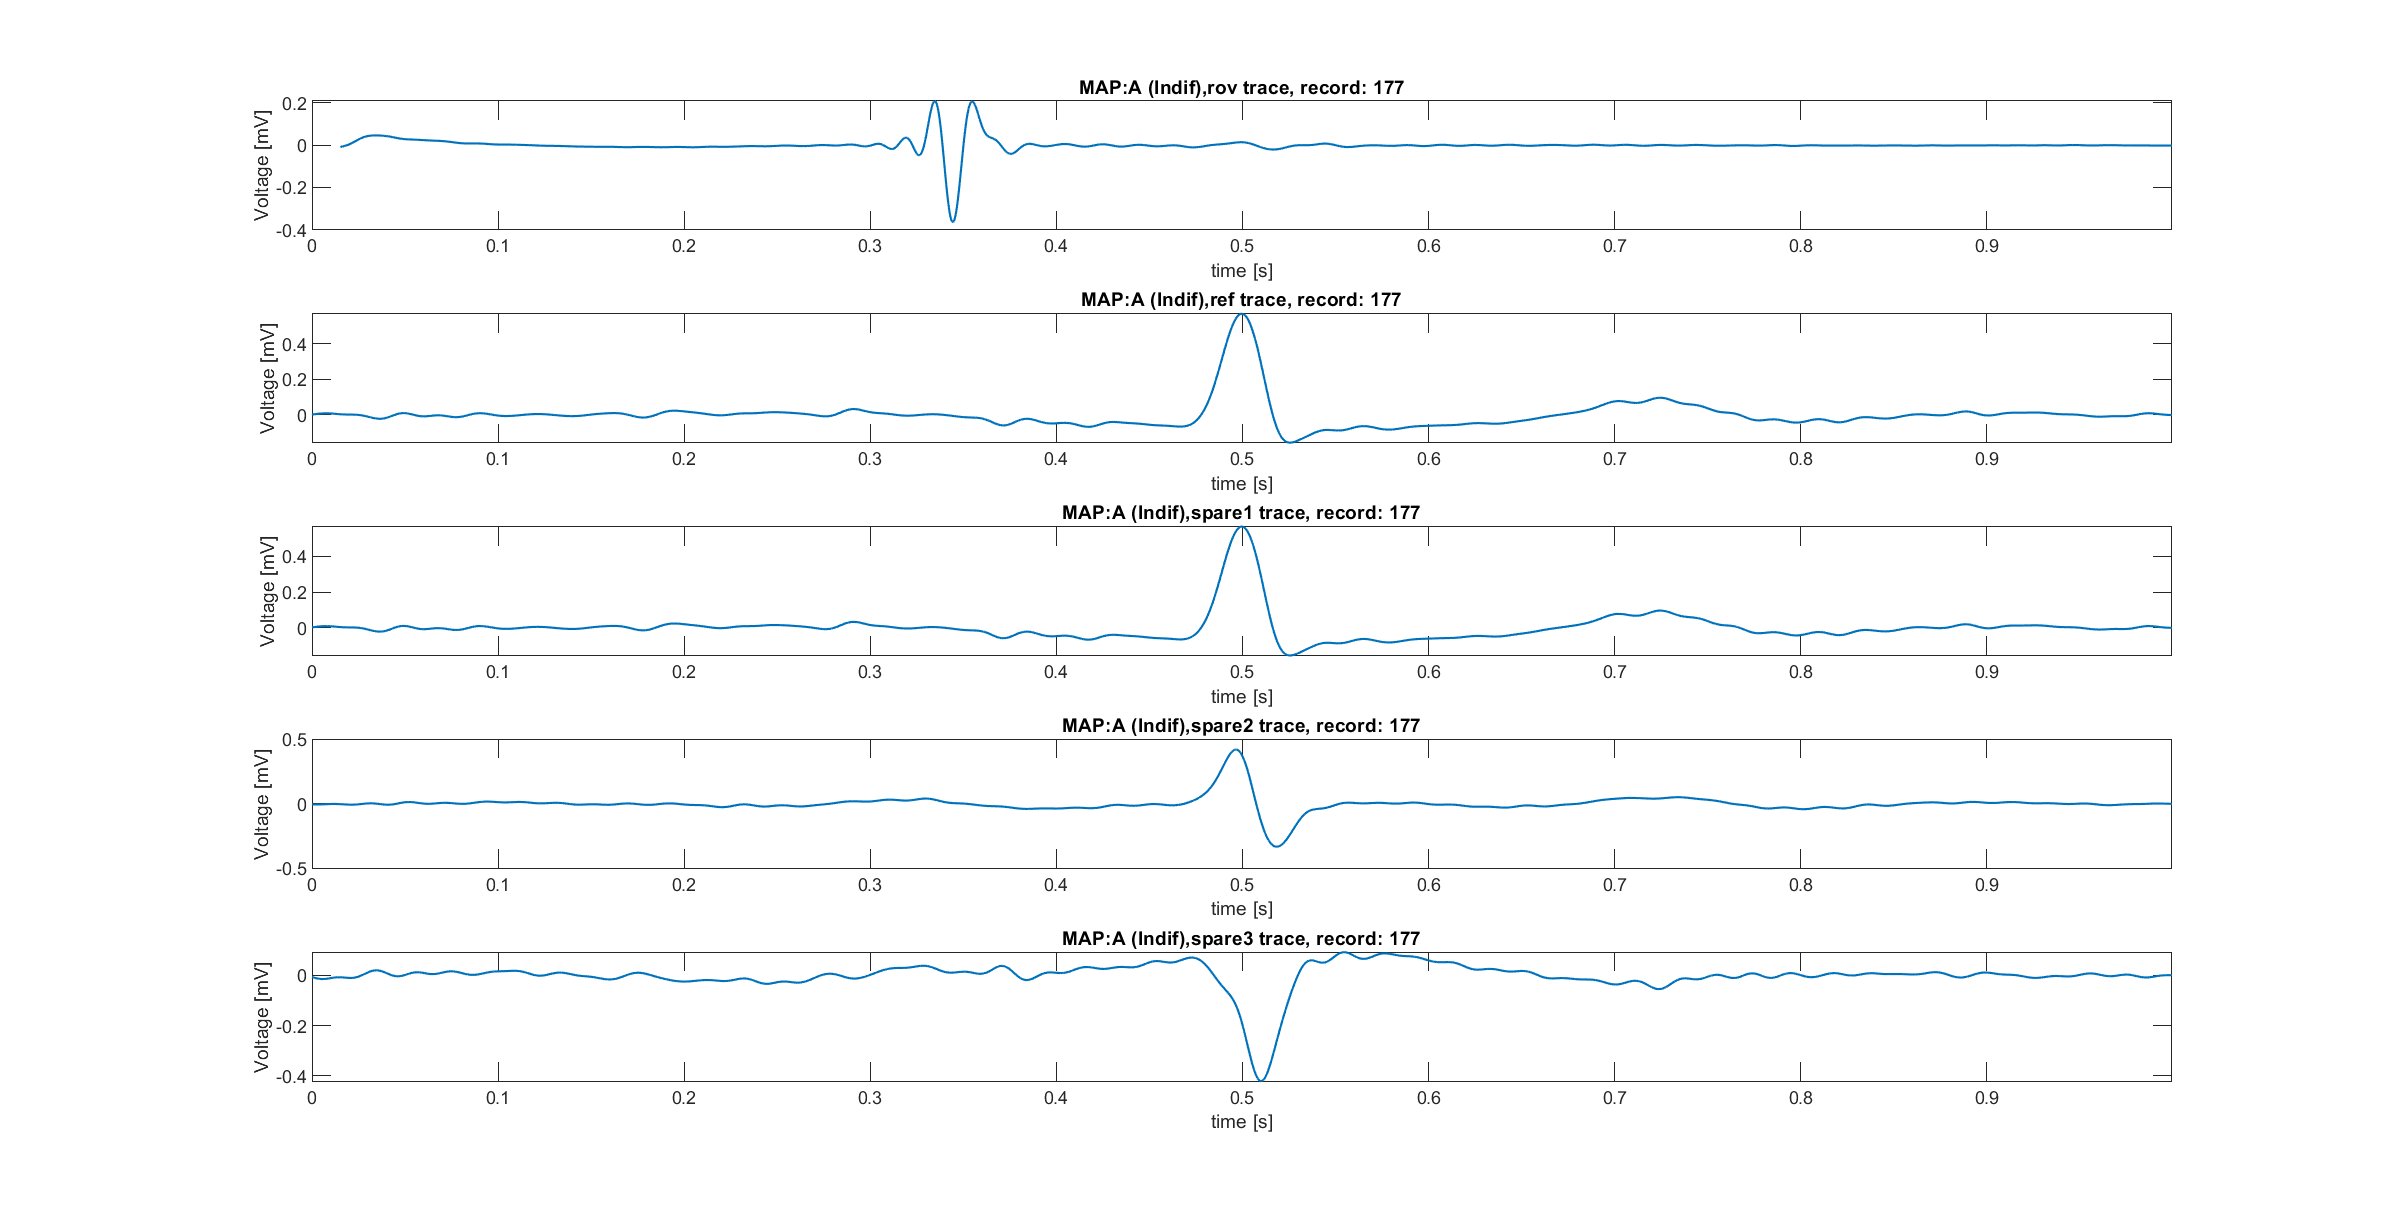 MAP:A (Indif),rov trace, record: 177
Voltage [mV]
0.2
0
-0.2
-0.4
0 0.1 0.2 0.3 0.4 0.5 0.6 0.7 0.8 0.9
time [s]
MAP:A (Indif),ref trace, record: 177
Voltage [mV]
0.4
0.2
0
0 0.1 0.2 0.3 0.4 0.5 0.6 0.7 0.8 0.9
time [s]
MAP:A (Indif),spare1 trace, record: 177
Voltage [mV]
0.4
0.2
0
0 0.1 0.2 0.3 0.4 0.5 0.6 0.7 0.8 0.9
time [s]
MAP:A (Indif),spare2 trace, record: 177
Voltage [mV]
0.5
0
-0.5
0 0.1 0.2 0.3 0.4 0.5 0.6 0.7 0.8 0.9
time [s]
MAP:A (Indif),spare3 trace, record: 177
Voltage [mV]
0
-0.2
-0.4
0 0.1 0.2 0.3 0.4 0.5 0.6 0.7 0.8 0.9
time [s]